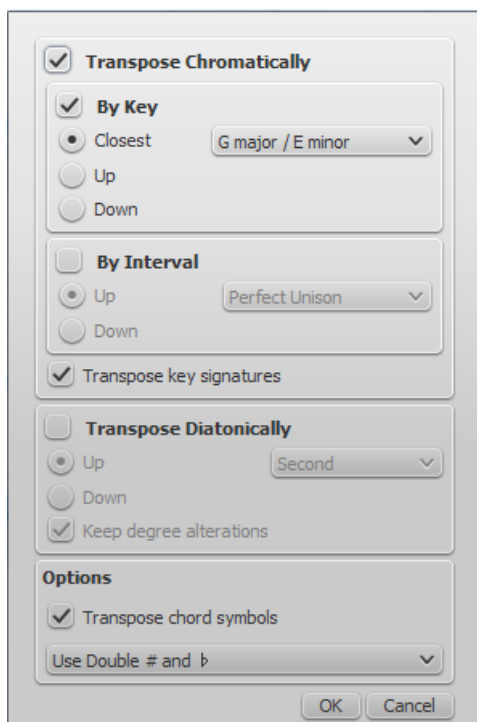 Transpose Chromatically
By Key
Closest G major / E minor
Up
Down
By Interval
Up Perfect Unison
Down
Transpose key signatures
Transpose Diatonically
Up Second
Down
Keep degree alterations
Options
Transpose chord symbols
Use Double # and ♭
OK Cancel